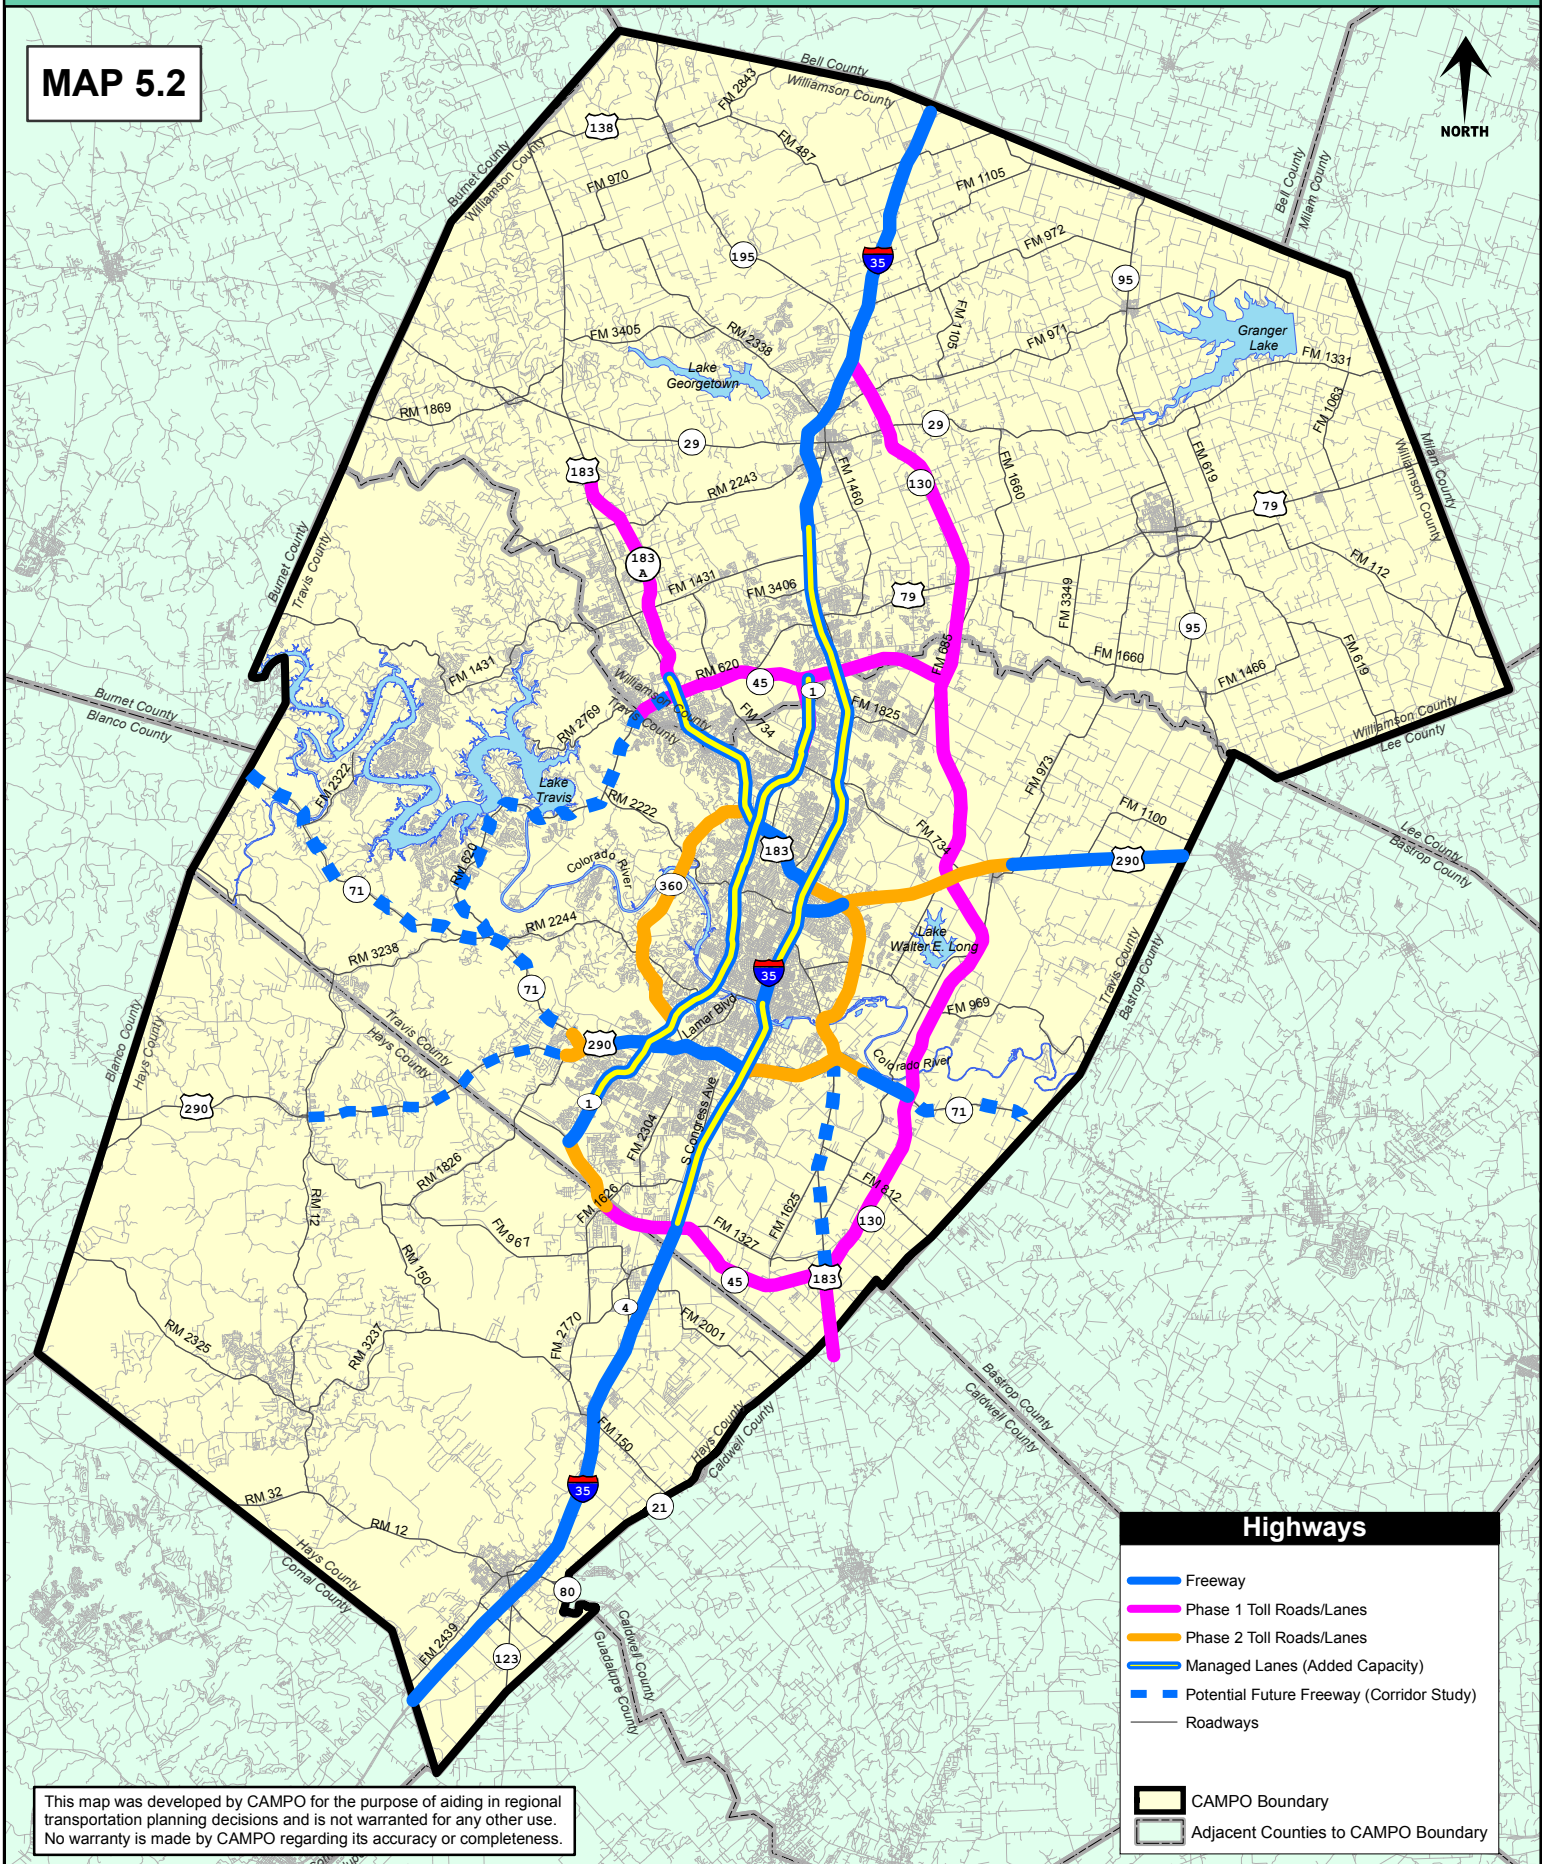 MAP 5.2
NORTH
Bell County
Williamson County
FM 2843
138
FM 487
Burnet County
Williamson County
FM 970
FM 1105
Bell County
Milam County
195
35
FM 972
95
FM 3405
RM 2338
FM 1105
FM 971
Granger
Lake
FM 1331
Lake
Georgetown
FM 1063
RM 1869
29
29
183
RM 2243
FM 1460
130
FM 1660
FM 619
Milam County
Williamson County
79
Burnet County
Travis County
183
A
FM 1431
FM 3406
79
FM 3349
FM 112
95
FM 685
FM 1660
FM 619
FM 1466
FM 1431
RM 620
45
1
Williamson County
Travis County
Burnet County
Blanco County
RM 2769
FM 734
FM 1825
Williamson County
Lee County
FM 2322
Lake
Travis
RM 2222
FM 973
FM 1100
FM 734
183
290
Lee County
Bastrop County
RM 620
Colorado River
360
71
RM 2244
RM 3238
Lake
Walter E. Long
35
71
Travis County
Bastrop County
FM 969
Lamar Blvd
Travis County
Hays County
290
Colorado River
Blanco County
Hays County
290
1
71
FM 2304
S Congress Ave
RM 1826
FM 812
RM 12
FM 1626
FM 1625
FM 967
FM 1327
130
RM 150
45
183
4
FM 2001
RM 2325
RM 3237
FM 2770
Bastrop County
Caldwell County
FM 150
Hays County
Caldwell County
35
21
RM 32
RM 12
Hays County
Comal County
80
FM 2439
123
Caldwell County
Guadalupe County
Highways
Freeway
Phase 1 Toll Roads/Lanes
Phase 2 Toll Roads/Lanes
Managed Lanes (Added Capacity)
Potential Future Freeway (Corridor Study)
Roadways
CAMPO Boundary
Adjacent Counties to CAMPO Boundary
This map was developed by CAMPO for the purpose of aiding in regional
transportation planning decisions and is not warranted for any other use.
No warranty is made by CAMPO regarding its accuracy or completeness.